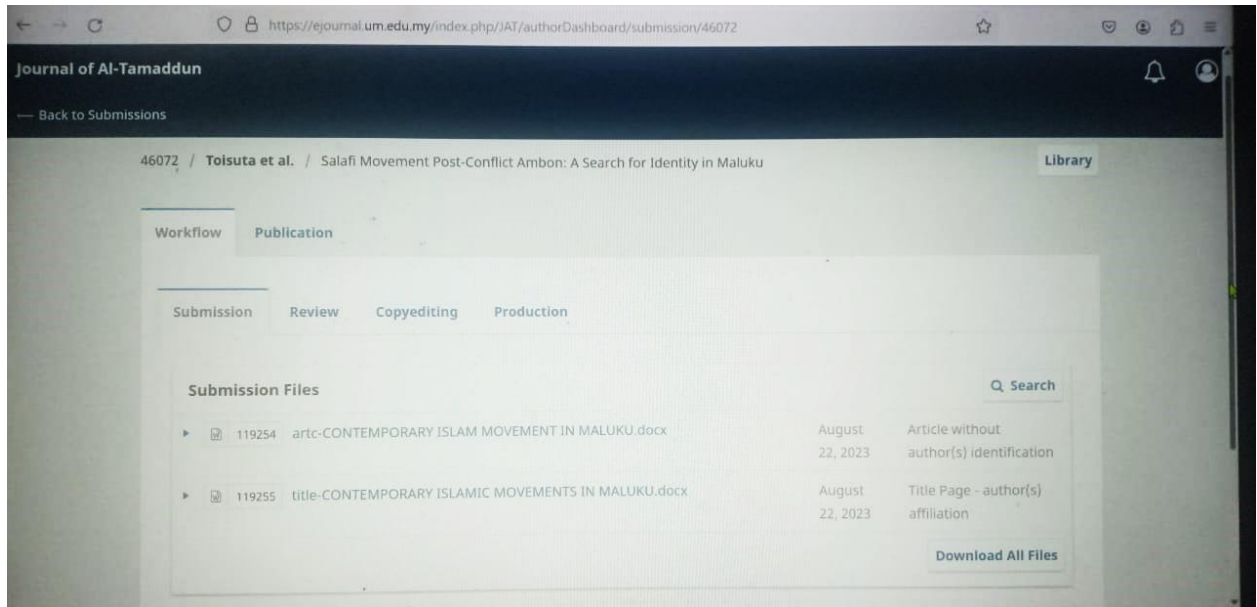 https://ejournal.um.edu.my/index.php/JAT/authorDashboard/submission/46072
Journal of Al-Tamaddun
← Back to Submissions
46072 / Toisuta et al. / Salafi Movement Post-Conflict Ambon: A Search for Identity in Maluku
Library
Workflow Publication
Submission Review Copyediting Production
Submission Files
Search
119254 artc-CONTEMPORARY ISLAM MOVEMENT IN MALUKU.docx August Article without
22, 2023 author(s) identification
119255 title-CONTEMPORARY ISLAMIC MOVEMENTS IN MALUKU.docx August Title Page - author(s)
22, 2023 affiliation
Download All Files